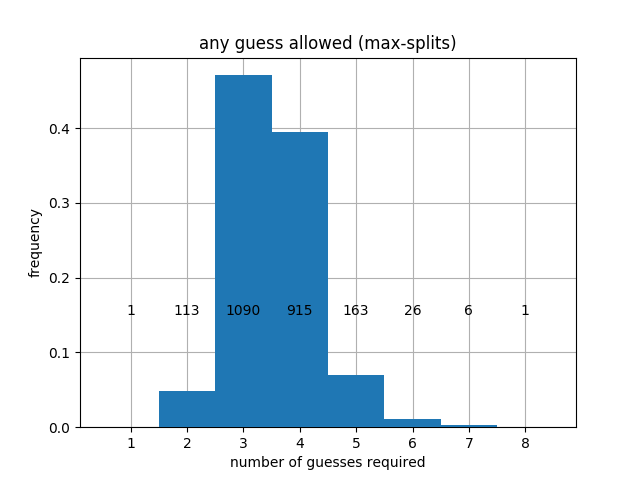 any guess allowed (max-splits)
frequency
0.4
0.3
0.2
1 113 1090 915 163 26 6 1
0.1
0.0
1 2 3 4 5 6 7 8
number of guesses required